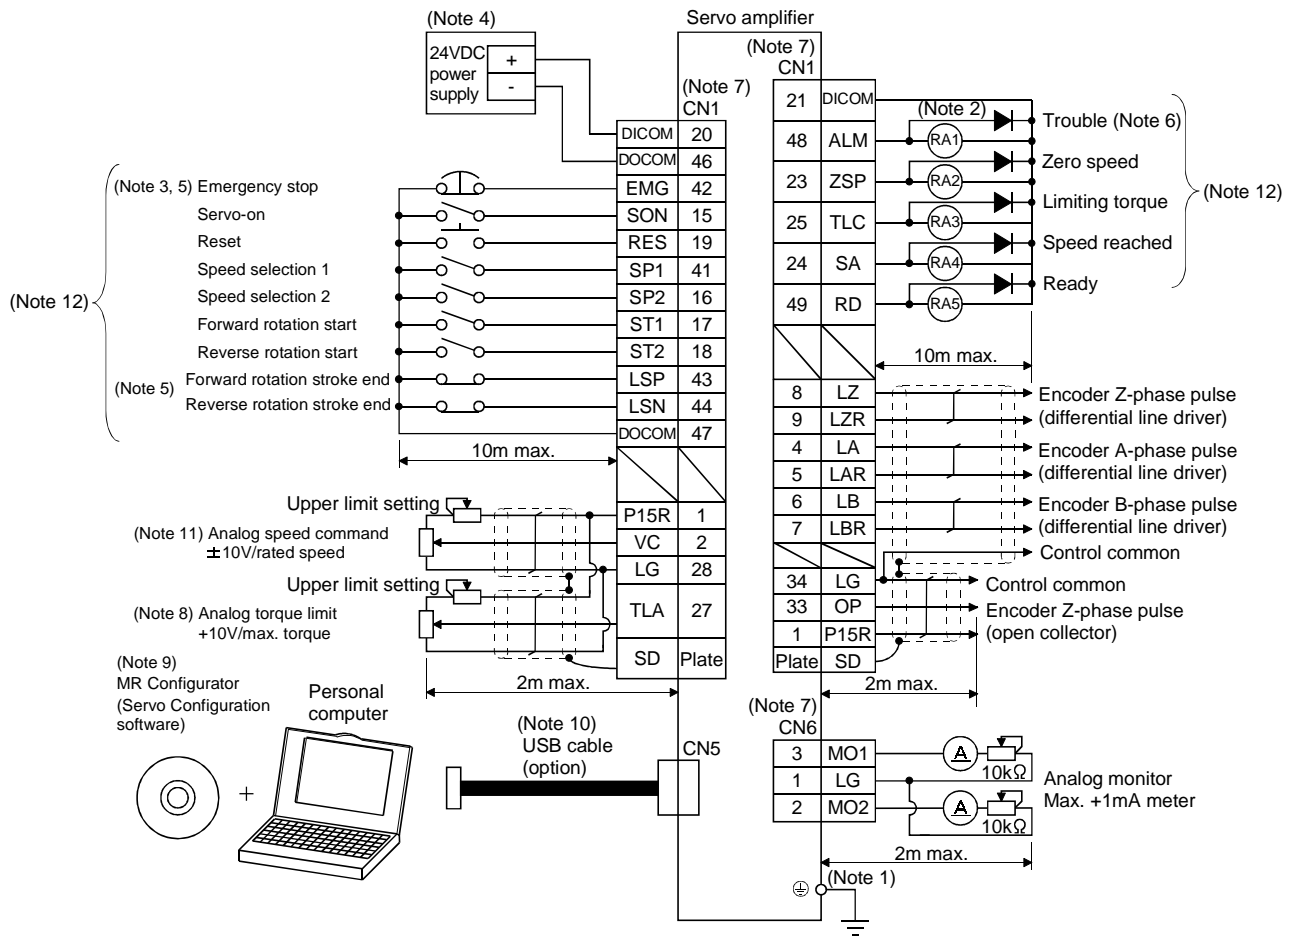 (Note 4)
24VDC
power
supply
+
-
Servo amplifier
(Note 7)
CN1
DICOM 20
DOCOM 46
EMG 42
SON 15
RES 19
SP1 41
SP2 16
ST1 17
ST2 18
LSP 43
LSN 44
DOCOM 47
(Note 12)
(Note 3, 5) Emergency stop
Servo-on
Reset
Speed selection 1
Speed selection 2
Forward rotation start
Reverse rotation start
(Note 5)
Forward rotation stroke end
Reverse rotation stroke end
10m max.
P15R 1
VC 2
LG 28
TLA 27
SD Plate
Upper limit setting
(Note 11) Analog speed command
±10V/rated speed
Upper limit setting
(Note 8) Analog torque limit
+10V/max. torque
2m max.
(Note 9)
MR Configurator
(Servo Configuration
software)
+
Personal
computer
(Note 10)
USB cable
(option)
CN5
(Note 7)
CN1
21 DICOM
48 ALM
23 ZSP
25 TLC
24 SA
49 RD
(Note 2)
RA1
RA2
RA3
RA4
RA5
Trouble (Note 6)
Zero speed
Limiting torque
Speed reached
Ready
(Note 12)
10m max.
8 LZ
9 LZR
4 LA
5 LAR
6 LB
7 LBR
34 LG
33 OP
1 P15R
Plate SD
Encoder Z-phase pulse
(differential line driver)
Encoder A-phase pulse
(differential line driver)
Encoder B-phase pulse
(differential line driver)
Control common
Control common
Encoder Z-phase pulse
(open collector)
2m max.
(Note 7)
CN6
3 MO1
1 LG
2 MO2
A
10kΩ
A
10kΩ
Analog monitor
Max. +1mA meter
2m max.
(Note 1)